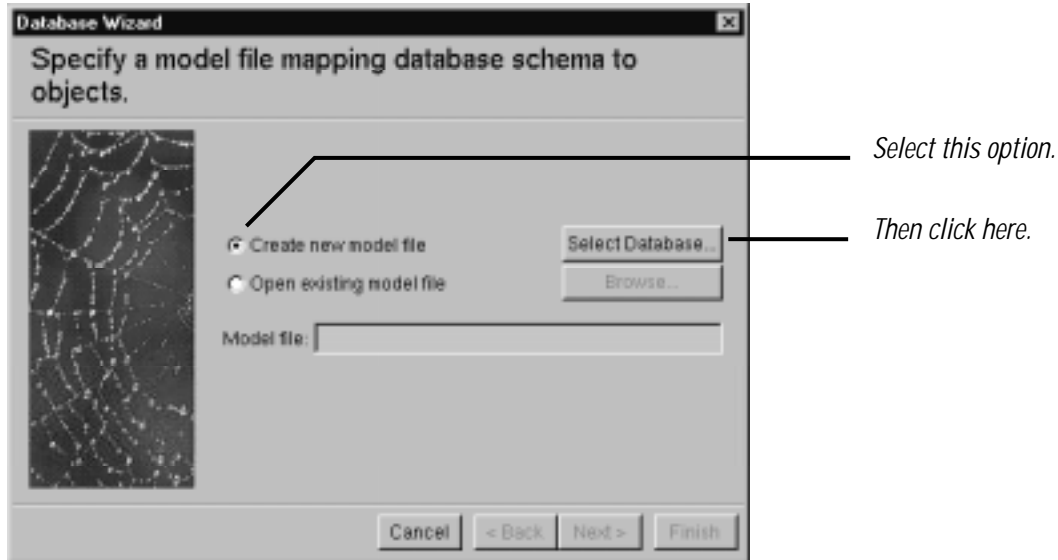 Database Wizard
Specify a model file mapping database schema to
objects.
Select this option.
Then click here.
Create new model file
Select Database...
Open existing model file
Browse...
Model file:
Cancel
< Back
Next >
Finish